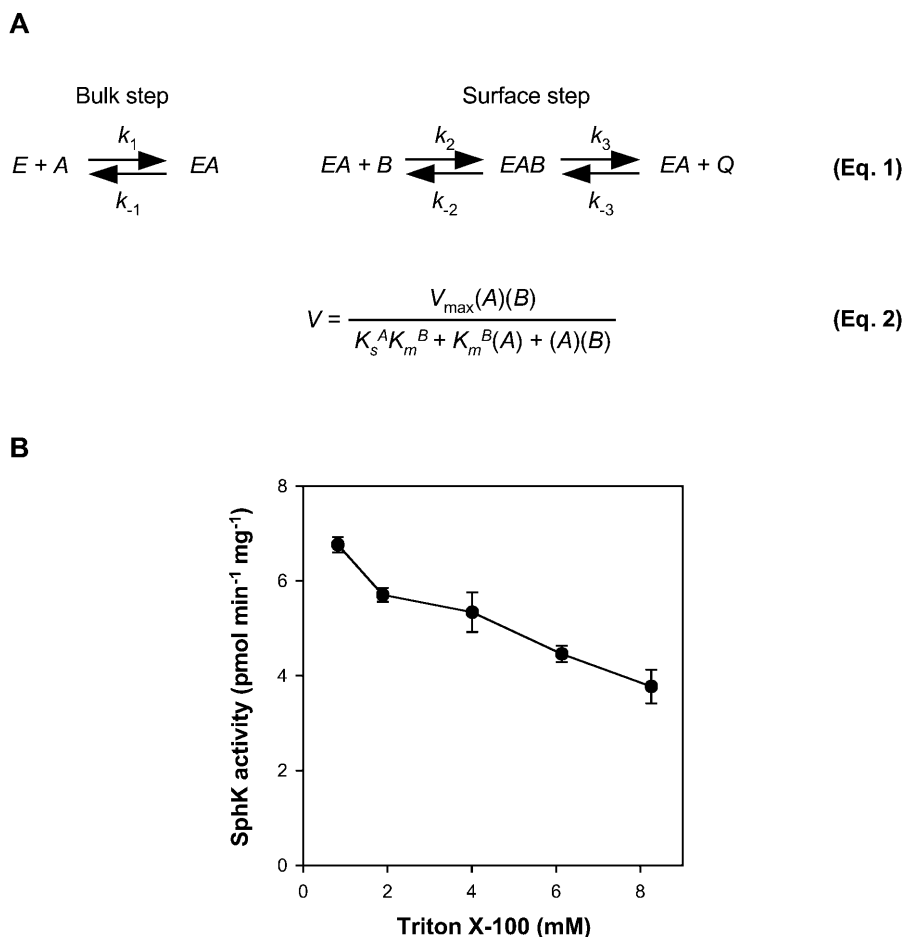 A
Bulk step Surface step
k1 k2 k3
E + A EA EA + B EAB EA + Q (Eq. 1)
k-1 k-2 k-3
Vmax(A)(B)
V = (Eq. 2)
KsAKmB + KmB(A) + (A)(B)
B
SphK activity (pmol min-1 mg-1)
8
6
4
2
0
0 2 4 6 8
Triton X-100 (mM)